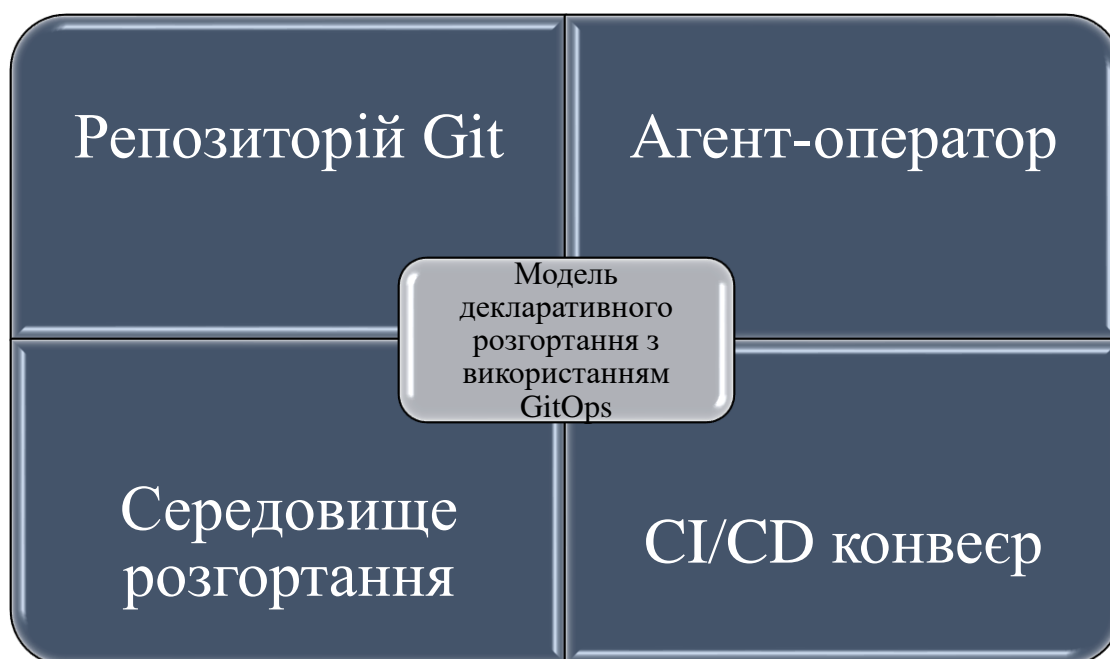 Репозиторій Git
Агент-оператор
Модель
декларативного
розгортання з
використанням
GitOps
Середовище
розгортання
CI/CD конвеєр